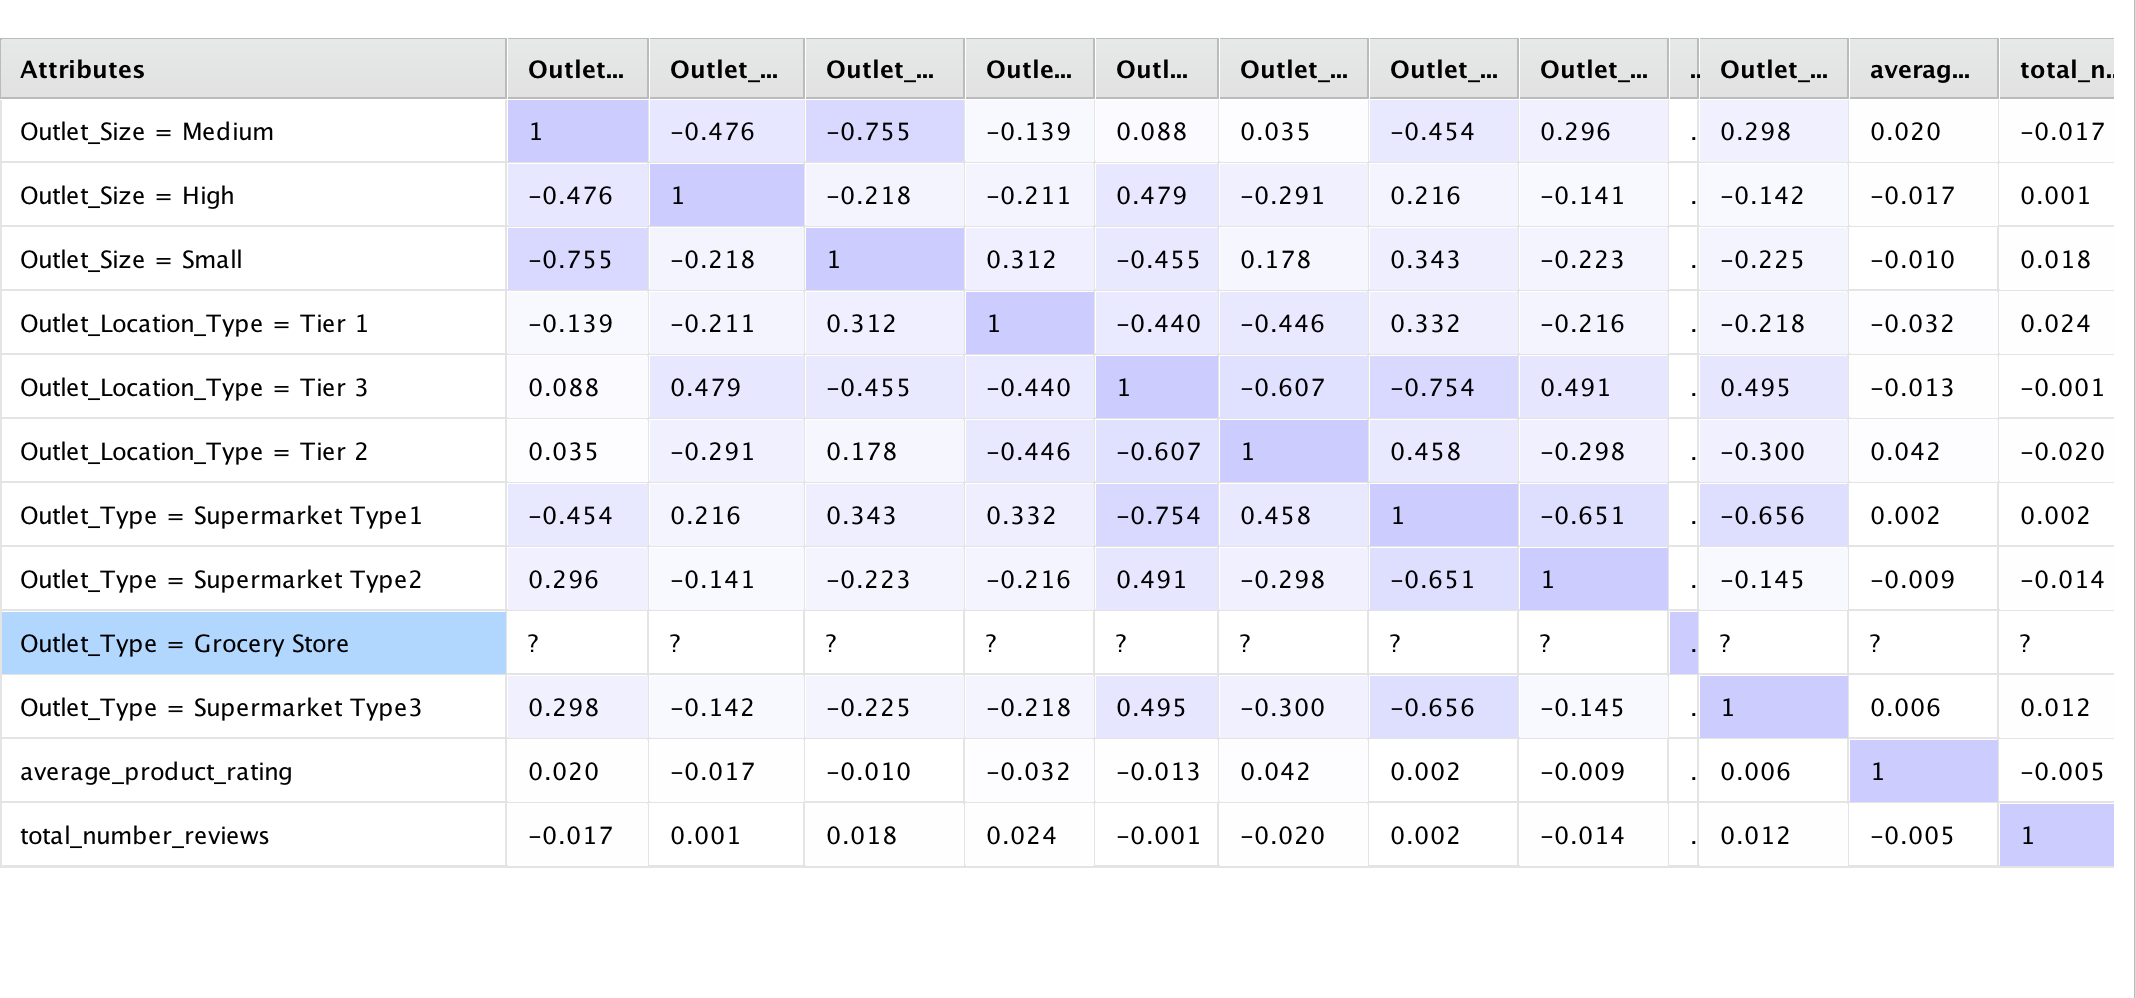 Attributes Outlet... Outlet_... Outlet_... Outle... Outl... Outlet_... Outlet_... Outlet_... .. Outlet_... averag... total_n..
Outlet_Size = Medium 1 -0.476 -0.755 -0.139 0.088 0.035 -0.454 0.296 . 0.298 0.020 -0.017
Outlet_Size = High -0.476 1 -0.218 -0.211 0.479 -0.291 0.216 -0.141 . -0.142 -0.017 0.001
Outlet_Size = Small -0.755 -0.218 1 0.312 -0.455 0.178 0.343 -0.223 . -0.225 -0.010 0.018
Outlet_Location_Type = Tier 1 -0.139 -0.211 0.312 1 -0.440 -0.446 0.332 -0.216 . -0.218 -0.032 0.024
Outlet_Location_Type = Tier 3 0.088 0.479 -0.455 -0.440 1 -0.607 -0.754 0.491 . 0.495 -0.013 -0.001
Outlet_Location_Type = Tier 2 0.035 -0.291 0.178 -0.446 -0.607 1 0.458 -0.298 . -0.300 0.042 -0.020
Outlet_Type = Supermarket Type1 -0.454 0.216 0.343 0.332 -0.754 0.458 1 -0.651 . -0.656 0.002 0.002
Outlet_Type = Supermarket Type2 0.296 -0.141 -0.223 -0.216 0.491 -0.298 -0.651 1 . -0.145 -0.009 -0.014
Outlet_Type = Grocery Store ? ? ? ? ? ? ? ? . ? ? ?
Outlet_Type = Supermarket Type3 0.298 -0.142 -0.225 -0.218 0.495 -0.300 -0.656 -0.145 . 1 0.006 0.012
average_product_rating 0.020 -0.017 -0.010 -0.032 -0.013 0.042 0.002 -0.009 . 0.006 1 -0.005
total_number_reviews -0.017 0.001 0.018 0.024 -0.001 -0.020 0.002 -0.014 . 0.012 -0.005 1